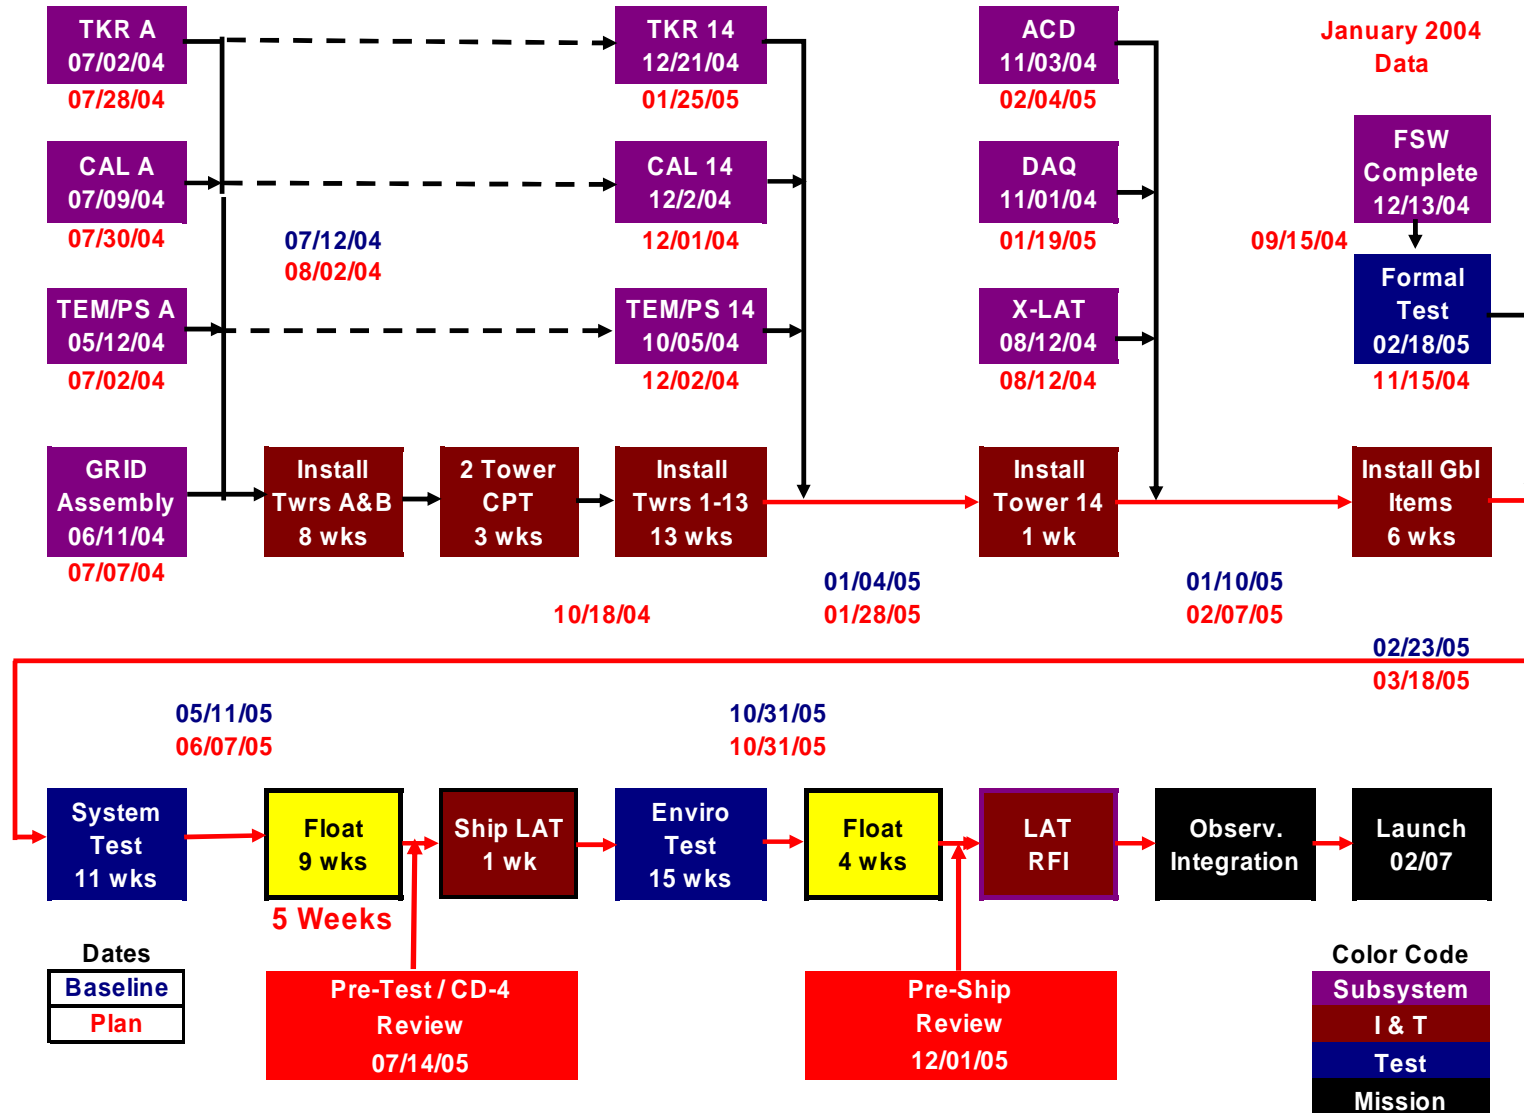 TKR A
07/02/04
07/28/04
TKR 14
12/21/04
01/25/05
ACD
11/03/04
02/04/05
January 2004
Data
CAL A
07/09/04
07/30/04
CAL 14
12/2/04
12/01/04
DAQ
11/01/04
01/19/05
FSW
Complete
12/13/04
09/15/04
07/12/04
08/02/04
TEM/PS A
05/12/04
07/02/04
TEM/PS 14
10/05/04
12/02/04
X-LAT
08/12/04
08/12/04
Formal
Test
02/18/05
11/15/04
GRID
Assembly
06/11/04
07/07/04
Install
Twrs A&B
8 wks
2 Tower
CPT
3 wks
Install
Twrs 1-13
13 wks
Install
Tower 14
1 wk
Install Gbl
Items
6 wks
10/18/04
01/04/05
01/28/05
01/10/05
02/07/05
02/23/05
03/18/05
05/11/05
06/07/05
10/31/05
10/31/05
System
Test
11 wks
Float
9 wks
5 Weeks
Ship LAT
1 wk
Enviro
Test
15 wks
Float
4 wks
LAT
RFI
Observ.
Integration
Launch
02/07
Dates
Baseline
Plan
Pre-Test / CD-4
Review
07/14/05
Pre-Ship
Review
12/01/05
Color Code
Subsystem
I & T
Test
Mission